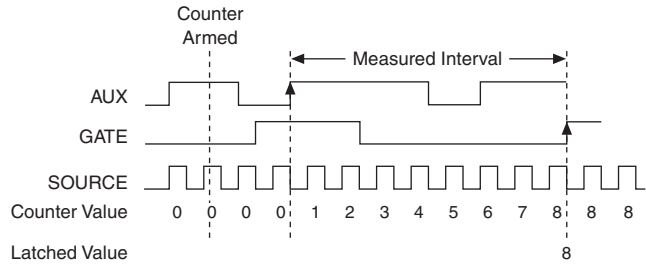 Counter
Armed
Measured Interval
AUX
GATE
SOURCE
Counter Value 0 0 0 0 1 2 3 4 5 6 7 8 8 8
Latched Value 8